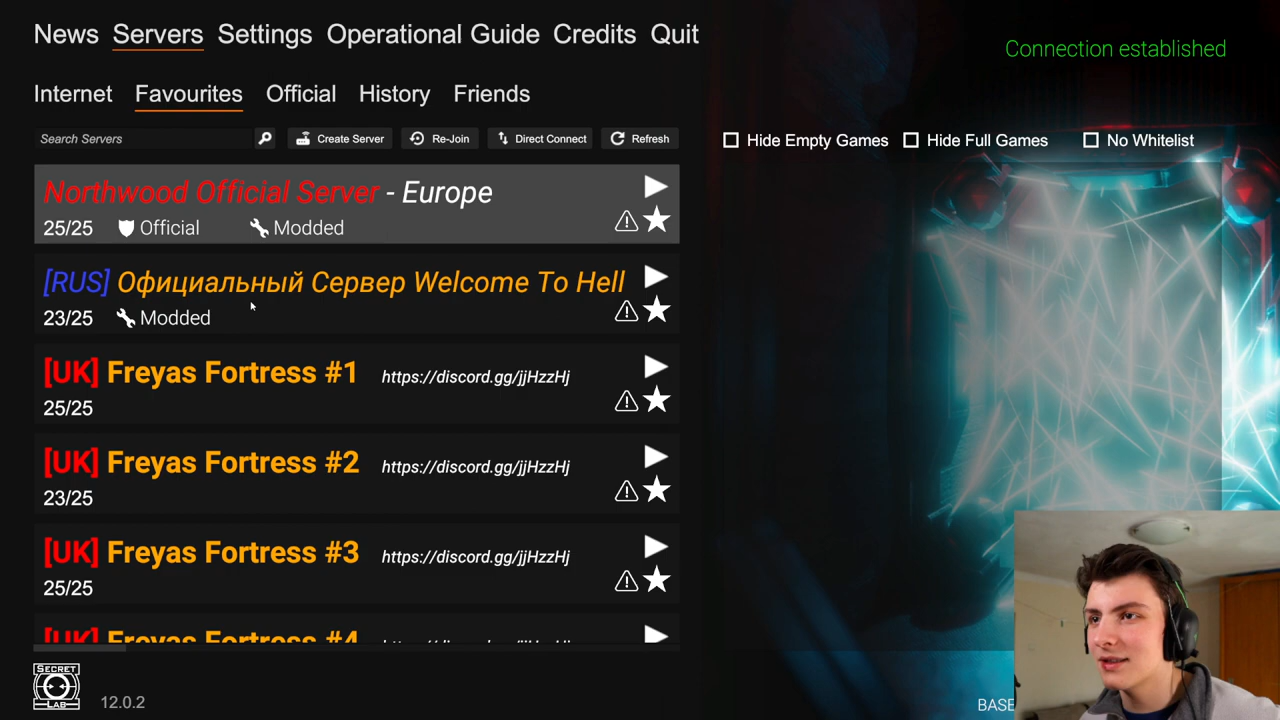 News Servers Settings Operational Guide Credits Quit
Connection established
Internet Favourites Official History Friends
Search Servers Create Server Re-Join Direct Connect Refresh
Hide Empty Games Hide Full Games No Whitelist
Northwood Official Server - Europe
25/25 Official Modded
[RUS] Официальный Сервер Welcome To Hell
23/25 Modded
[UK] Freyas Fortress #1 https://discord.gg/jjHzzHj
25/25
[UK] Freyas Fortress #2 https://discord.gg/jjHzzHj
23/25
[UK] Freyas Fortress #3 https://discord.gg/jjHzzHj
25/25
[UK] Freyas Fortress #4
SECRET
LAB
12.0.2
BASE